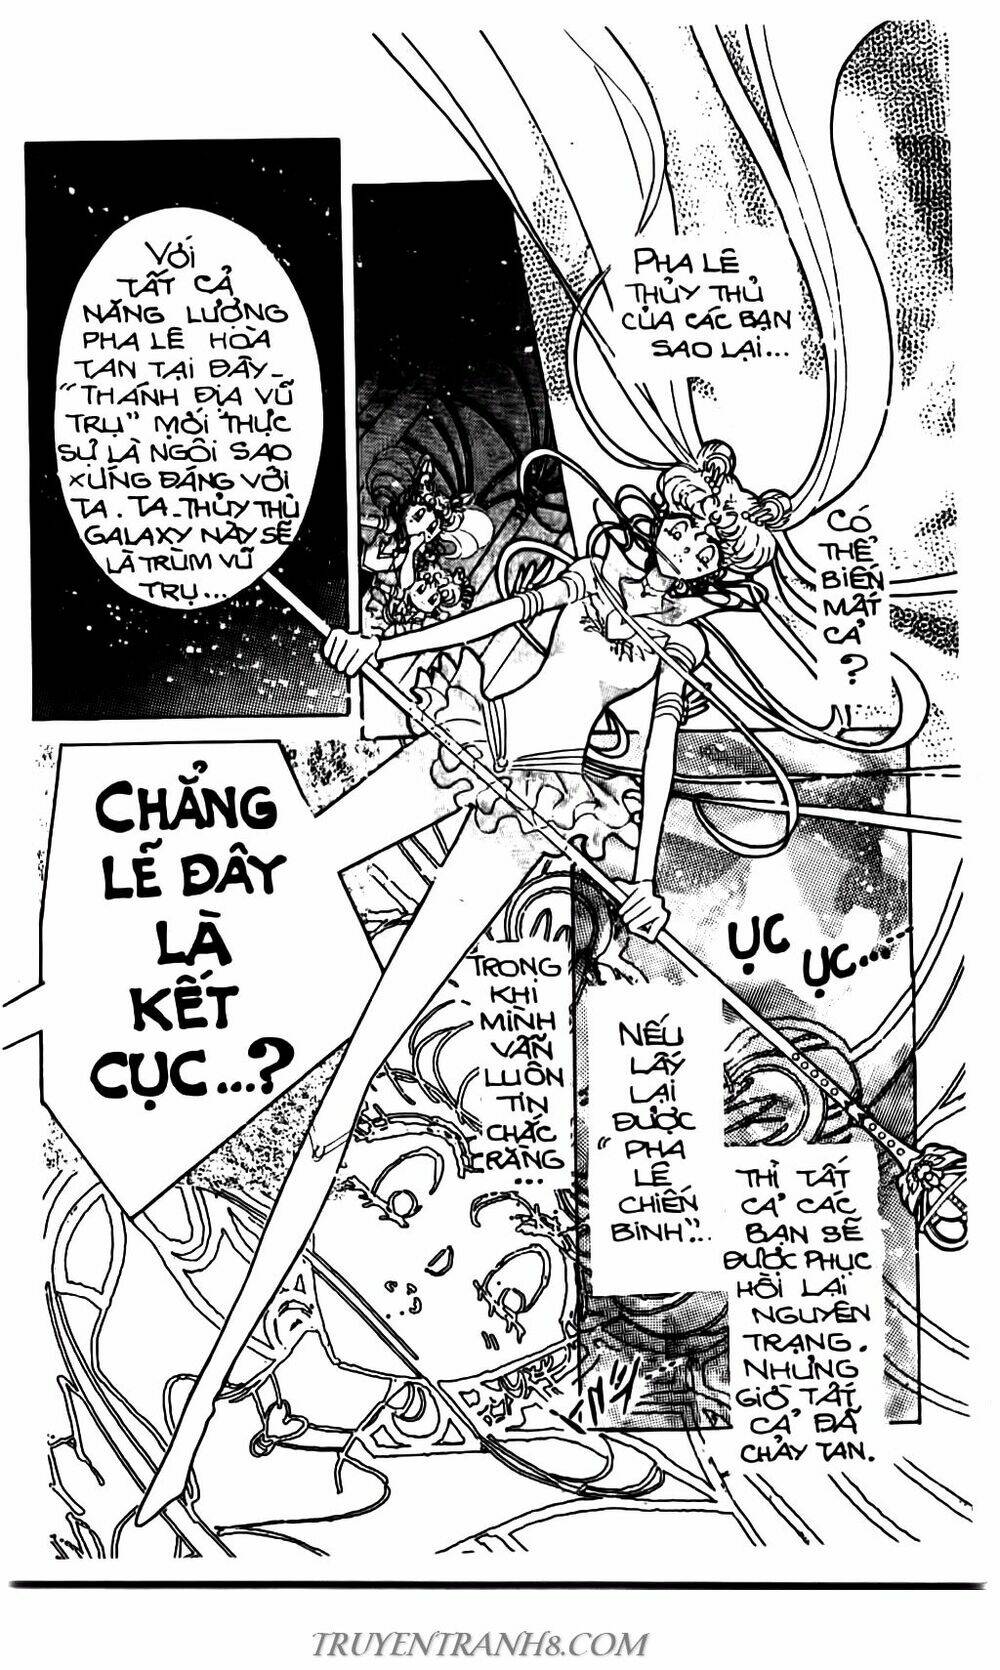 VỚI
TẤT CẢ
NĂNG LƯỢNG
PHA LÊ HÒA
TAN TẠI ĐÂY-
"THÁNH ĐỊA VŨ
TRỤ" MỚI THỰC
SỰ LÀ NGÔI SAO
XỨNG ĐÁNG VỚI
TA. TA-THỦY THỦ
GALAXY NÀY SẼ
LÀ TRÙM VŨ
TRỤ...
PHA LÊ
THỦY THỦ
CỦA CÁC BẠN
SAO LẠI...
CÓ
THỂ
BIẾN
MẤT
CẢ?
CHẲNG
LẼ ĐÂY
LÀ
KẾT
CỤC...?
ỤC
ỤC...
TRONG
KHI
MÌNH
VẪN
LUÔN
TIN
CHẮC
RẰNG
...
NẾU
LẤY
LẠI
ĐƯỢC
"PHA
LÊ
CHIẾN
BINH"...
THÌ TẤT
CẢ CÁC
BẠN SẼ
ĐƯỢC PHỤC
HỒI LẠI
NGUYÊN
TRẠNG.
NHƯNG
GIỜ TẤT
CẢ ĐÃ
CHẢY TAN.
TRUYENTRANH8.COM